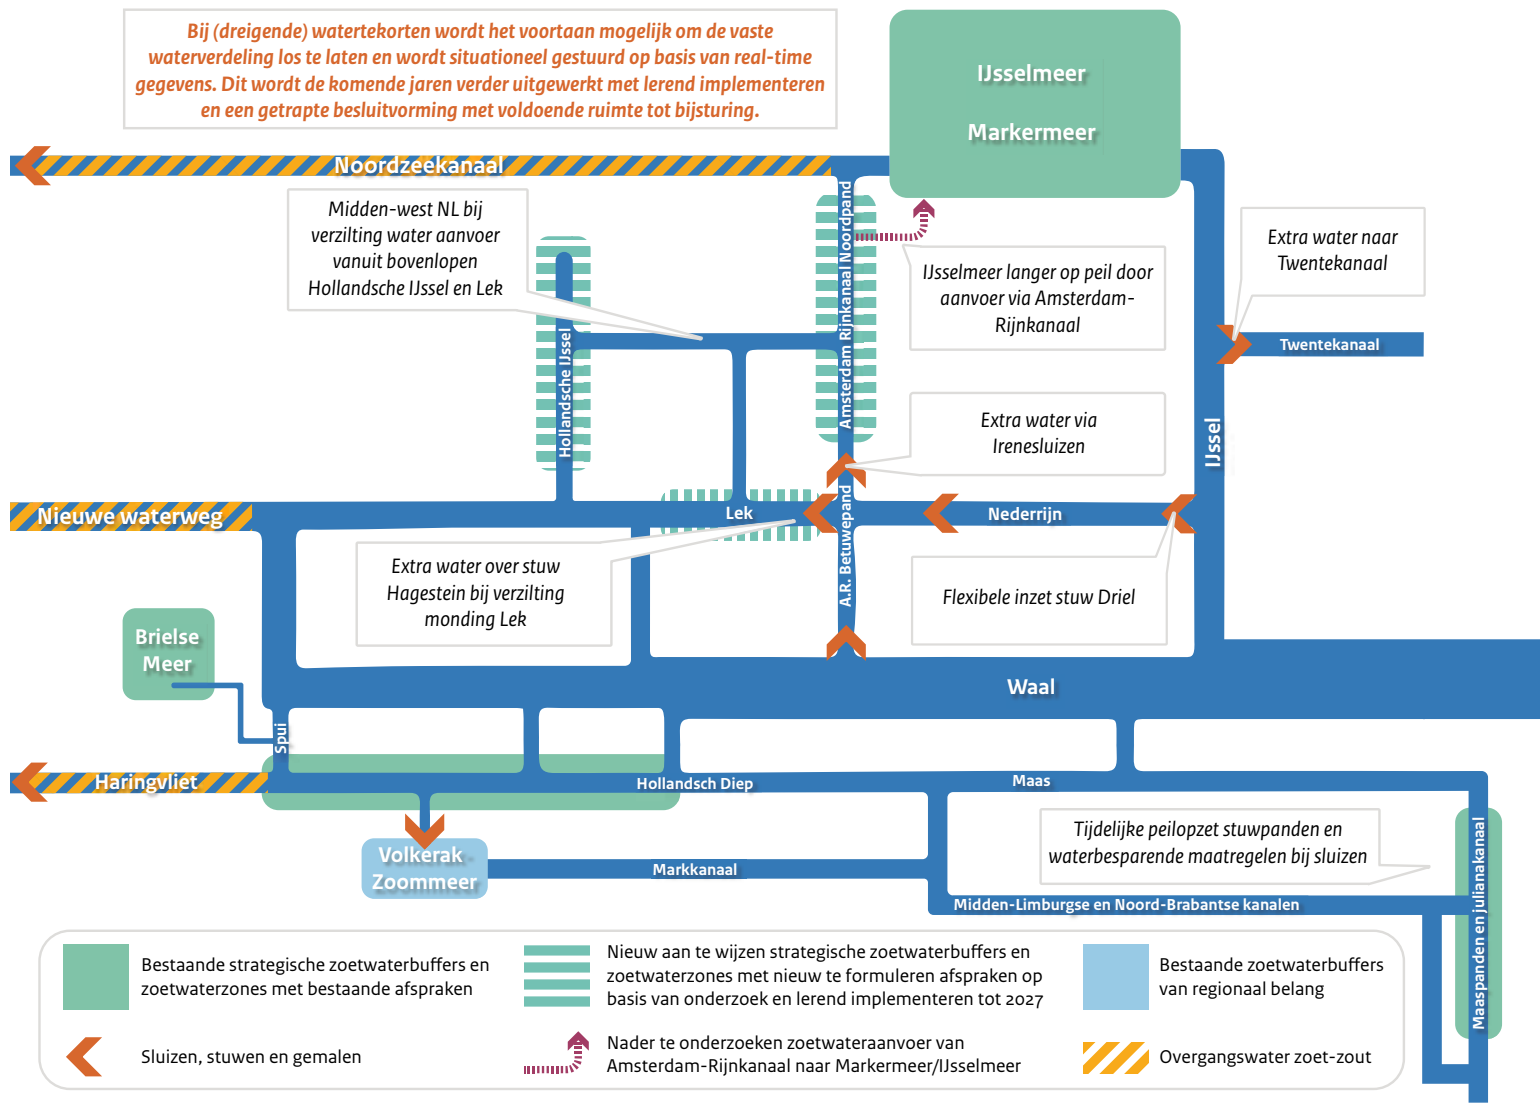 Bij (dreigende) watertekorten wordt het voortaan mogelijk om de vaste
waterverdeling los te laten en wordt situationeel gestuurd op basis van real-time
gegevens. Dit wordt de komende jaren verder uitgewerkt met lerend implementeren
en een getrapte besluitvorming met voldoende ruimte tot bijsturing.
IJsselmeer
Markermeer
Noordzeekanaal
Midden-west NL bij
verzilting water aanvoer
vanuit bovenlopen
Hollandsche IJssel en Lek
Amsterdam Rijnkanaal Noordpand
IJsselmeer langer op peil door
aanvoer via Amsterdam-
Rijnkanaal
Extra water naar
Twentekanaal
Twentekanaal
Hollandsche IJssel
IJssel
Extra water via
Irenesluizen
Nieuwe waterweg
Lek
Nederrijn
A.R. Betuwepand
Extra water over stuw
Hagestein bij verzilting
monding Lek
Flexibele inzet stuw Driel
Brielse
Meer
Waal
Spui
Haringvliet
Hollandsch Diep
Maas
Tijdelijke peilopzet stuwpanden en
waterbesparende maatregelen bij sluizen
Volkerak
Zoommeer
Markkanaal
Midden-Limburgse en Noord-Brabantse kanalen
Maaspanden en julianakanaal
Bestaande strategische zoetwaterbuffers en
zoetwaterzones met bestaande afspraken
Nieuw aan te wijzen strategische zoetwaterbuffers en
zoetwaterzones met nieuw te formuleren afspraken op
basis van onderzoek en lerend implementeren tot 2027
Bestaande zoetwaterbuffers
van regionaal belang
Sluizen, stuwen en gemalen
Nader te onderzoeken zoetwateraanvoer van
Amsterdam-Rijnkanaal naar Markermeer/IJsselmeer
Overgangswater zoet-zout